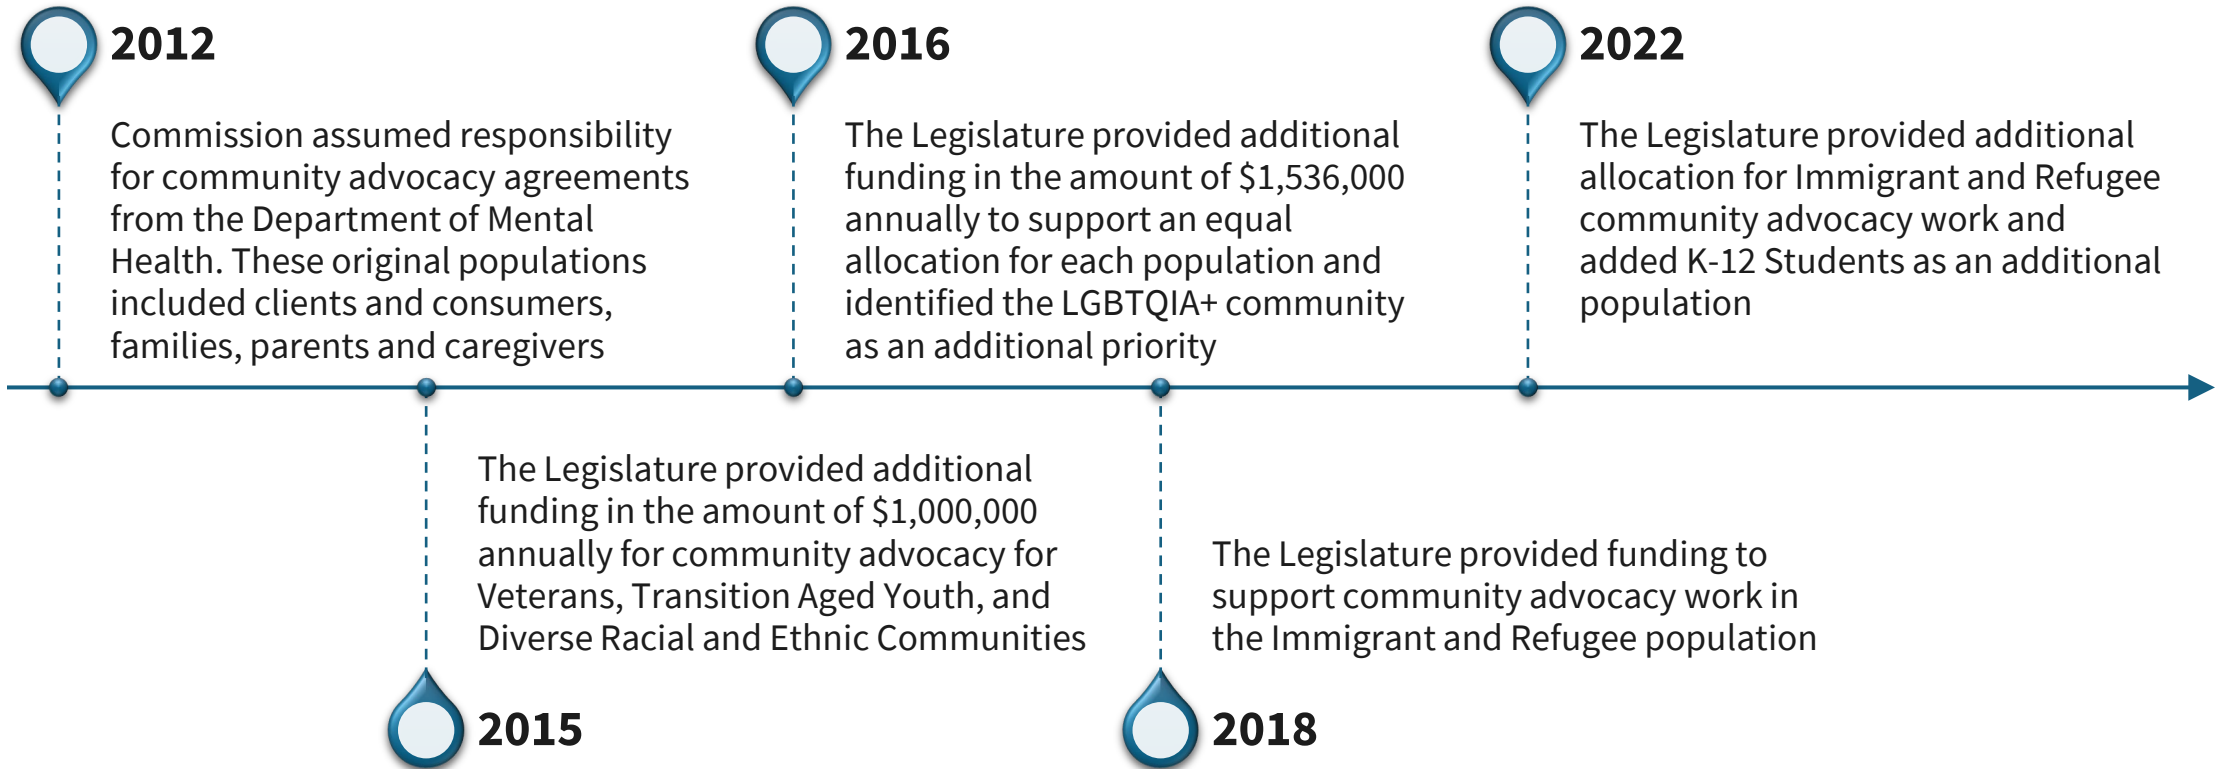 2012
Commission assumed responsibility
for community advocacy agreements
from the Department of Mental
Health. These original populations
included clients and consumers,
families, parents and caregivers
2015
The Legislature provided additional
funding in the amount of $1,000,000
annually for community advocacy for
Veterans, Transition Aged Youth, and
Diverse Racial and Ethnic Communities
2016
The Legislature provided additional
funding in the amount of $1,536,000
annually to support an equal
allocation for each population and
identified the LGBTQIA+ community
as an additional priority
2018
The Legislature provided funding to
support community advocacy work in
the Immigrant and Refugee population
2022
The Legislature provided additional
allocation for Immigrant and Refugee
community advocacy work and
added K-12 Students as an additional
population